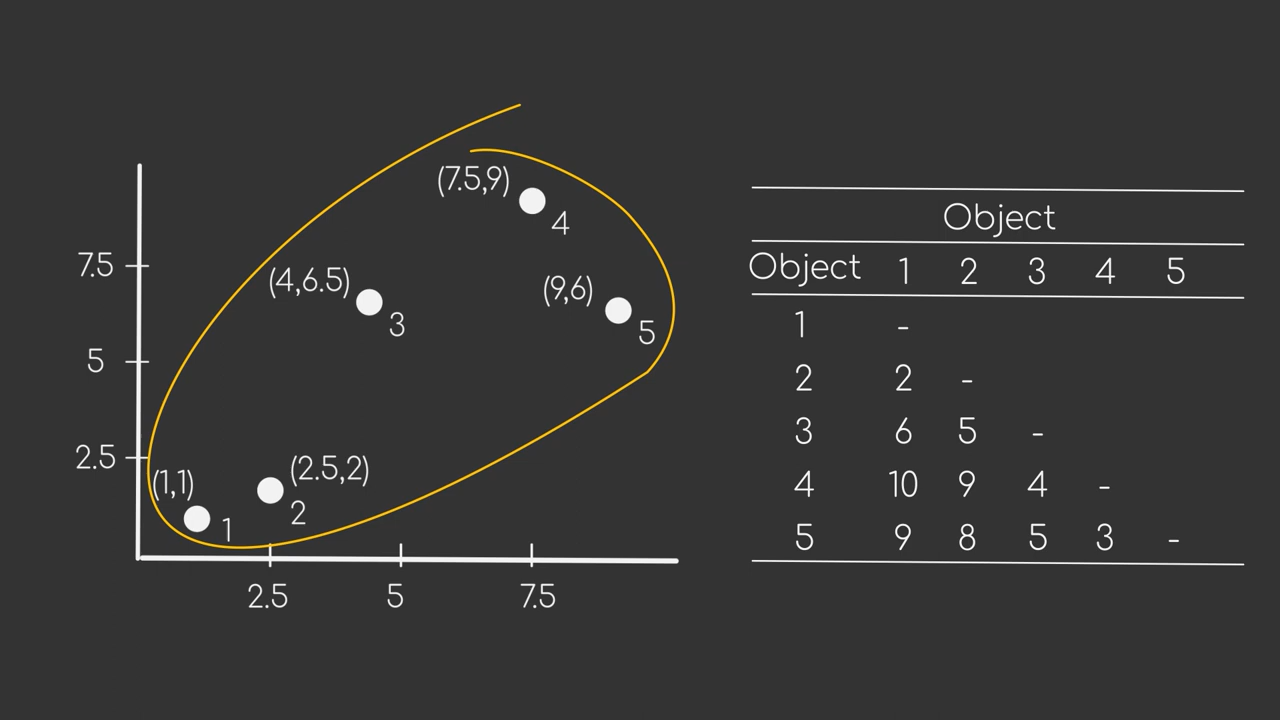 (7.5,9)
4
7.5
(4,6.5)
3
(9,6)
5
5
2.5
(1,1)
1
(2.5,2)
2
2.5 5 7.5
Object
Object 1 2 3 4 5
1 -
2 2 -
3 6 5 -
4 10 9 4 -
5 9 8 5 3 -